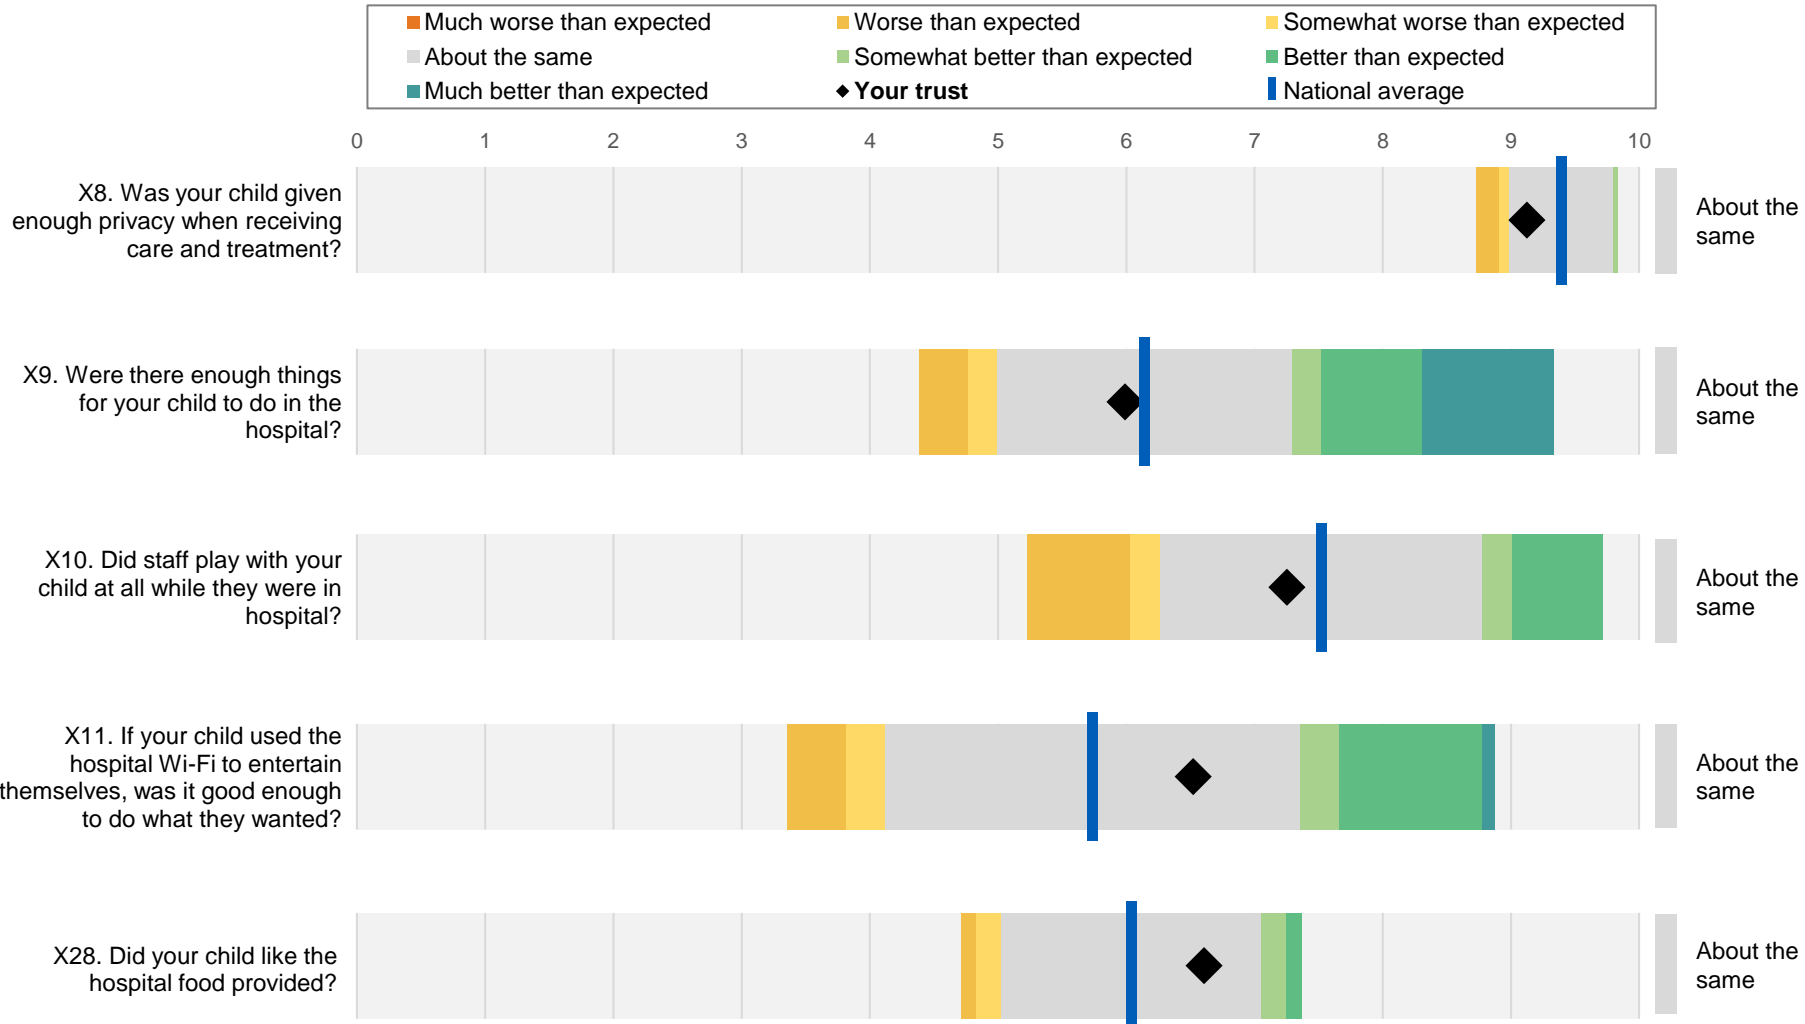 Much worse than expected
Worse than expected
Somewhat worse than expected
About the same
Somewhat better than expected
Better than expected
Much better than expected
Your trust
National average
0 1 2 3 4 5 6 7 8 9 10
X8. Was your child given
enough privacy when receiving
care and treatment?
About the
same
X9. Were there enough things
for your child to do in the
hospital?
About the
same
X10. Did staff play with your
child at all while they were in
hospital?
About the
same
X11. If your child used the
hospital Wi-Fi to entertain
themselves, was it good enough
to do what they wanted?
About the
same
X28. Did your child like the
hospital food provided?
About the
same